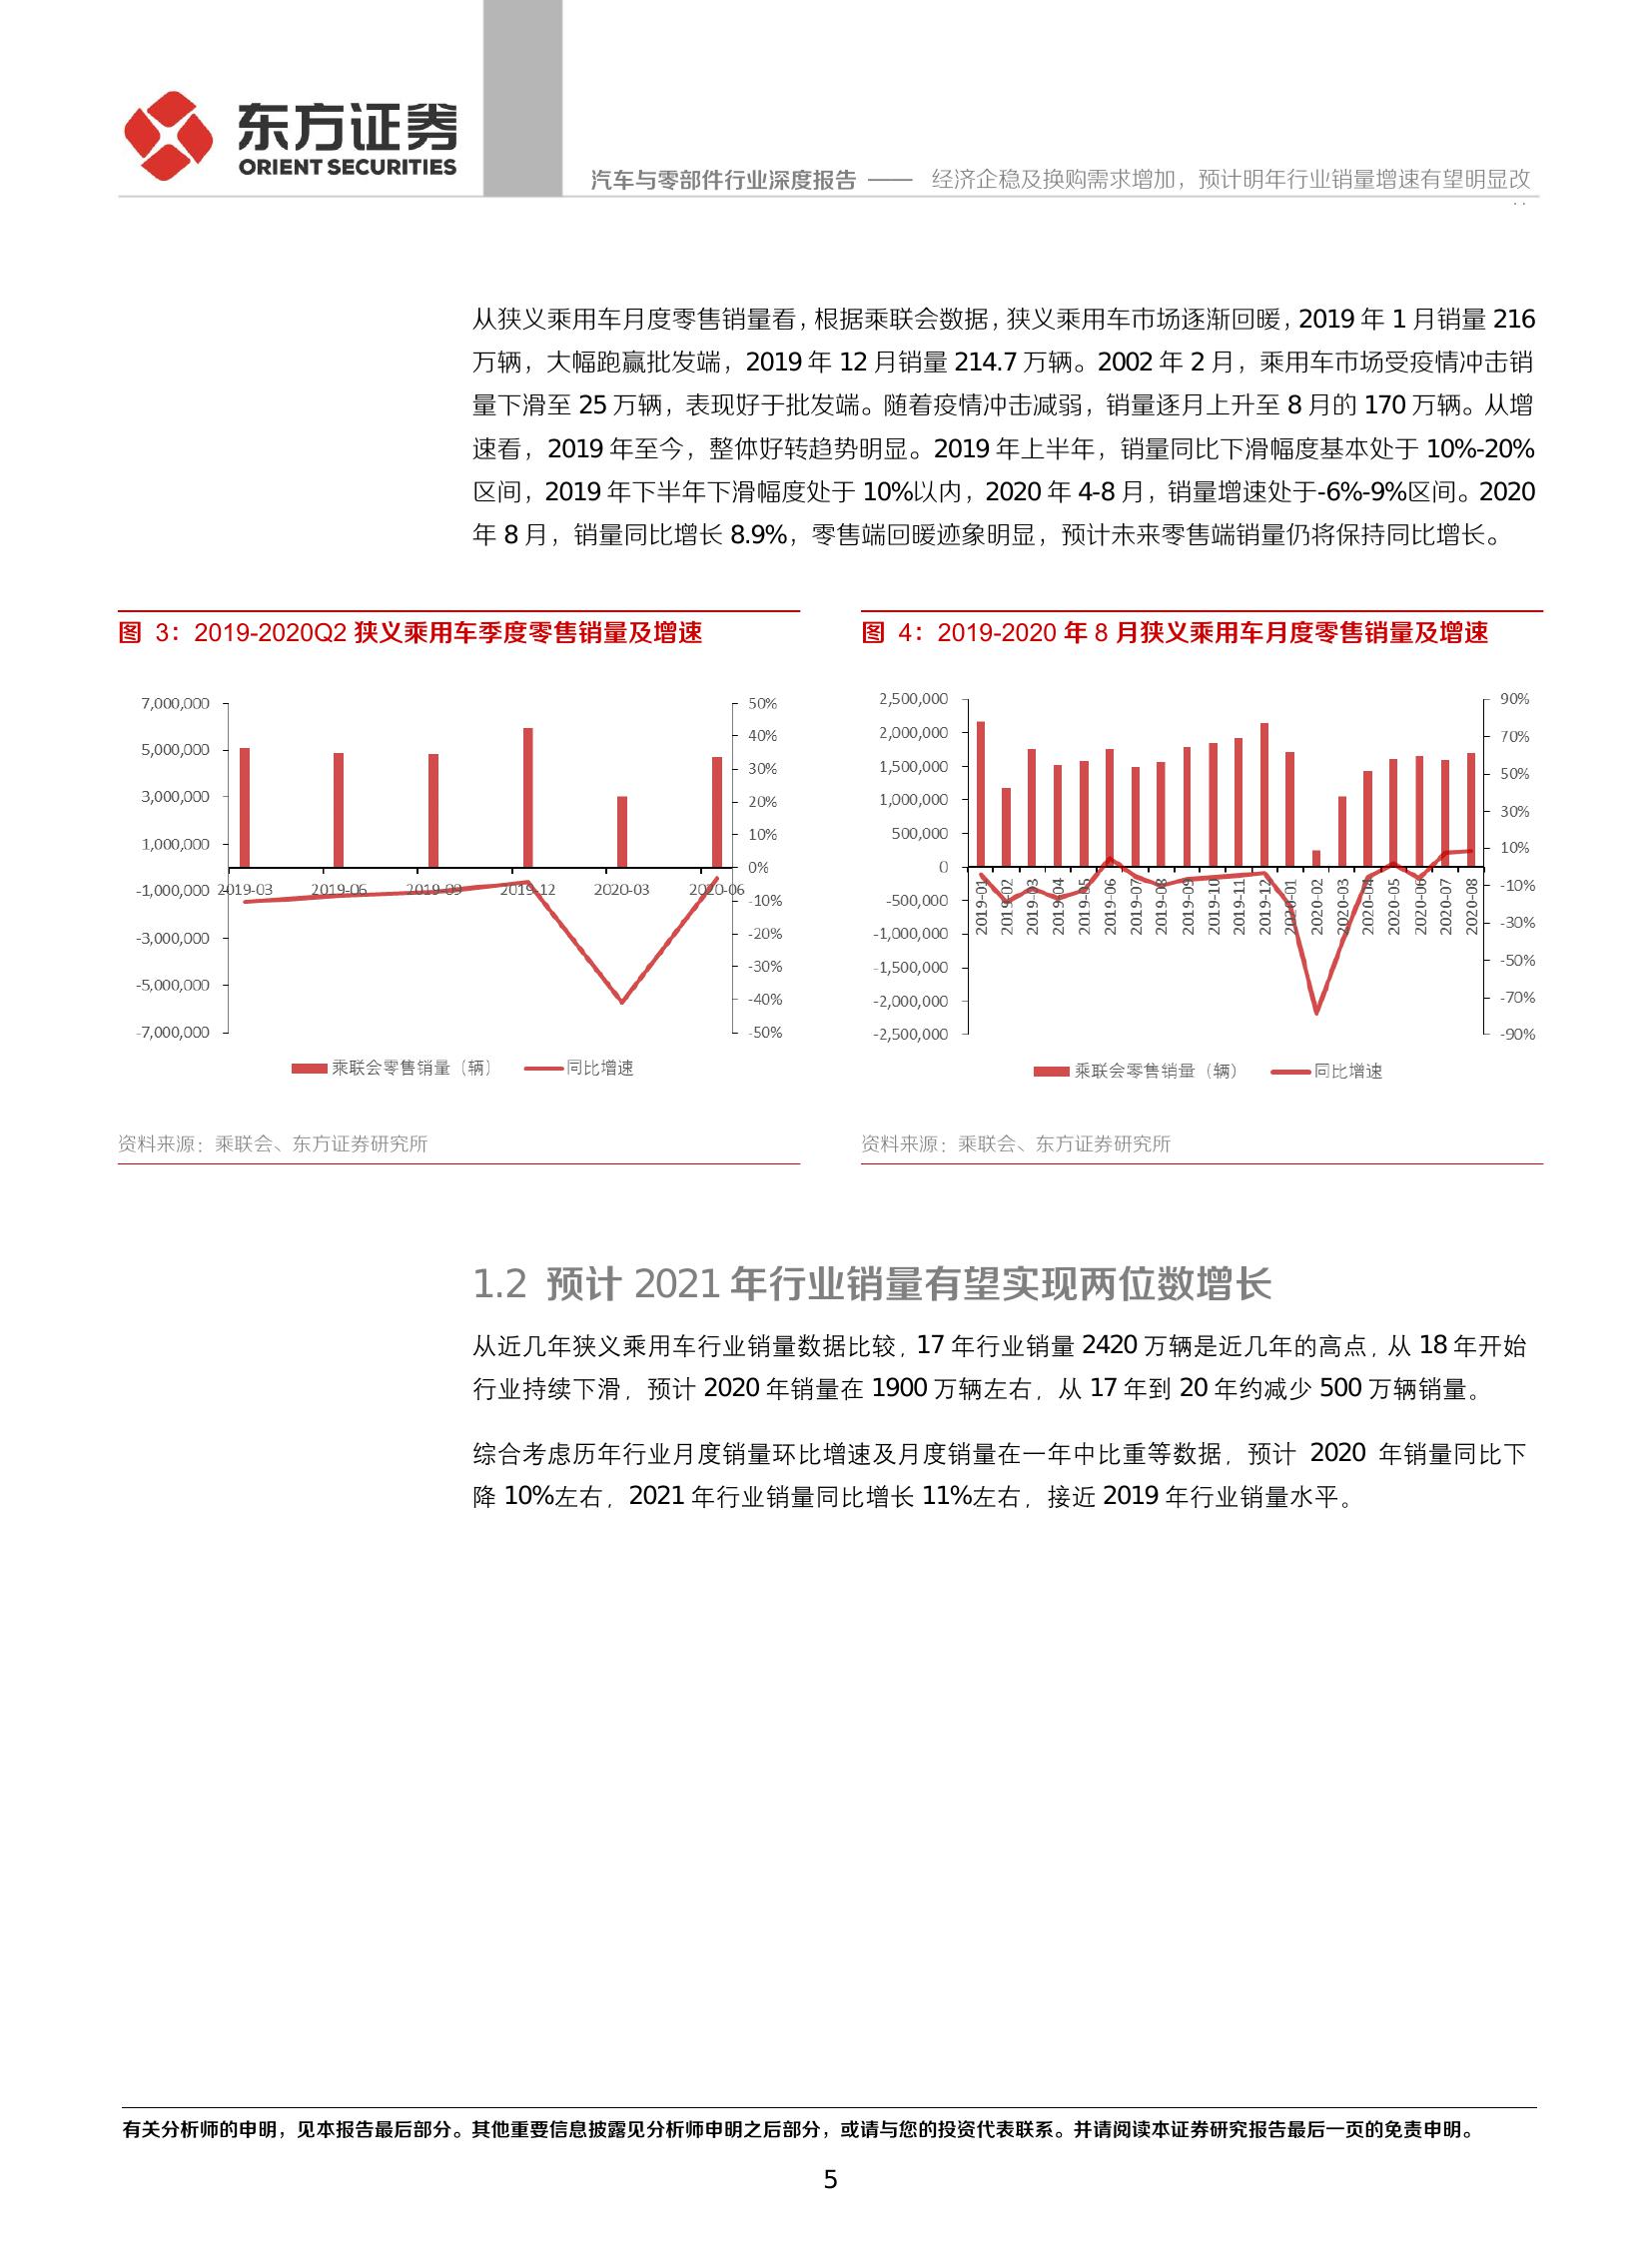 东方证券
ORIENT SECURITIES
汽车与零部件行业深度报告 —— 经济企稳及换购需求增加，预计明年行业销量增速有望明显改
从狭义乘用车月度零售销量看，根据乘联会数据，狭义乘用车市场逐渐回暖，2019 年 1 月销量 216
万辆，大幅跑赢批发端，2019 年 12 月销量 214.7 万辆。2002 年 2 月，乘用车市场受疫情冲击销
量下滑至 25 万辆，表现好于批发端。随着疫情冲击减弱，销量逐月上升至 8 月的 170 万辆。从增
速看，2019 年至今，整体好转趋势明显。2019 年上半年，销量同比下滑幅度基本处于 10%-20%
区间，2019 年下半年下滑幅度处于 10%以内，2020 年 4-8 月，销量增速处于-6%-9%区间。2020
年 8 月，销量同比增长 8.9%，零售端回暖迹象明显，预计未来零售端销量仍将保持同比增长。
图 3：2019-2020Q2 狭义乘用车季度零售销量及增速
7,000,000
5,000,000
3,000,000
1,000,000
-1,000,000
-3,000,000
-5,000,000
-7,000,000
2019-03 2019-06 2019-09 2019-12 2020-03 2020-06
50%
40%
30%
20%
10%
0%
-10%
-20%
-30%
-40%
-50%
乘联会零售销量（辆） 同比增速
资料来源：乘联会、东方证券研究所
图 4：2019-2020 年 8 月狭义乘用车月度零售销量及增速
2,500,000
2,000,000
1,500,000
1,000,000
500,000
0
-500,000
-1,000,000
-1,500,000
-2,000,000
-2,500,000
2019-01
2019-02
2019-03
2019-04
2019-05
2019-06
2019-07
2019-08
2019-09
2019-10
2019-11
2019-12
2020-01
2020-02
2020-03
2020-04
2020-05
2020-06
2020-07
2020-08
90%
70%
50%
30%
10%
-10%
-30%
-50%
-70%
-90%
乘联会零售销量（辆） 同比增速
资料来源：乘联会、东方证券研究所
1.2 预计 2021 年行业销量有望实现两位数增长
从近几年狭义乘用车行业销量数据比较，17 年行业销量 2420 万辆是近几年的高点，从 18 年开始
行业持续下滑，预计 2020 年销量在 1900 万辆左右，从 17 年到 20 年约减少 500 万辆销量。
综合考虑历年行业月度销量环比增速及月度销量在一年中比重等数据，预计 2020 年销量同比下
降 10%左右，2021 年行业销量同比增长 11%左右，接近 2019 年行业销量水平。
有关分析师的申明，见本报告最后部分。其他重要信息披露见分析师申明之后部分，或请与您的投资代表联系。并请阅读本证券研究报告最后一页的免责申明。
5